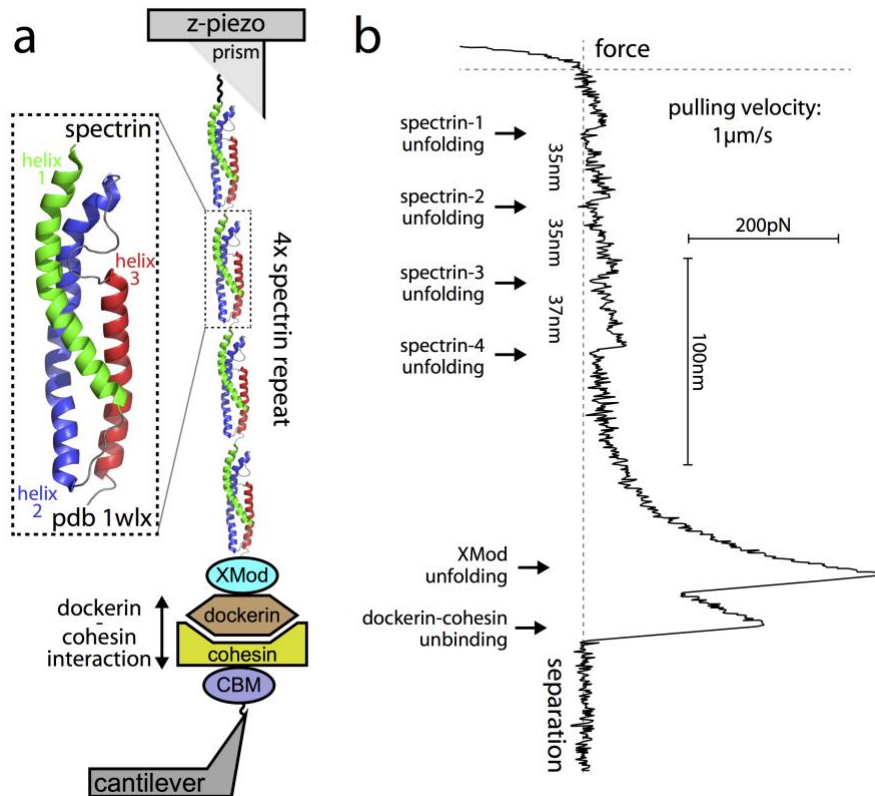 a
z-piezo
prism
spectrin
helix
1
helix
3
helix
2
pdb 1wlx
4x spectrin repeat
XMod
dockerin
cohesin
CBM
dockerin
-
cohesin
interaction
cantilever
b
force
pulling velocity:
1µm/s
spectrin-1
unfolding
35nm
spectrin-2
unfolding
35nm
spectrin-3
unfolding
37nm
spectrin-4
unfolding
200pN
100nm
XMod
unfolding
dockerin-cohesin
unbinding
separation